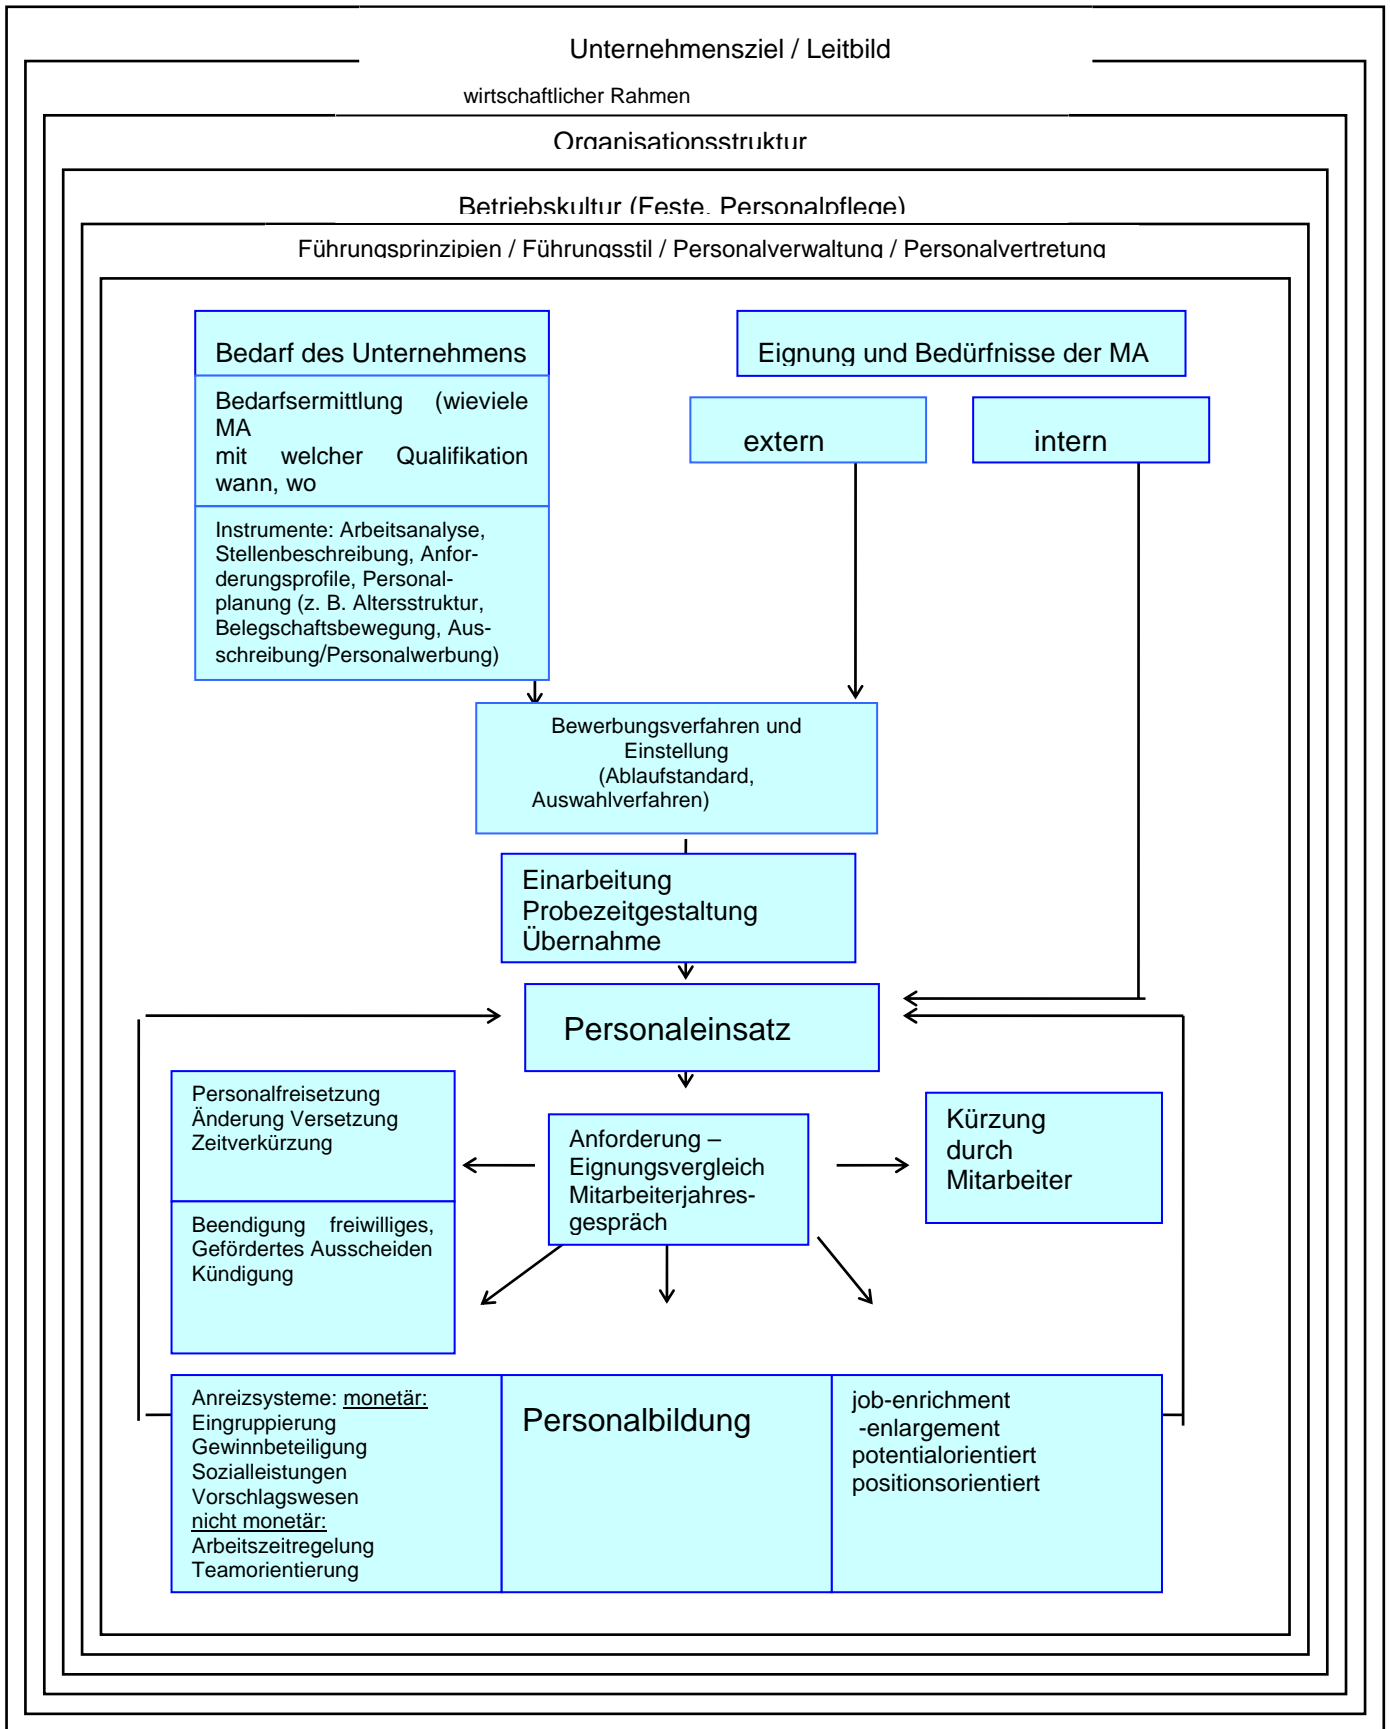 Unternehmensziel / Leitbild
wirtschaftlicher Rahmen
Organisationsstruktur
Betriebskultur (Feste, Personalpflege)
Führungsprinzipien / Führungsstil / Personalverwaltung / Personalvertretung
Bedarf des Unternehmens
Eignung und Bedürfnisse der MA
Bedarfsermittlung (wieviele
MA
mit welcher Qualifikation
wann, wo
extern
intern
Instrumente: Arbeitsanalyse,
Stellenbeschreibung, Anfor-
derungsprofile, Personal-
planung (z. B. Altersstruktur,
Belegschaftsbewegung, Aus-
schreibung/Personalwerbung)
Bewerbungsverfahren und
Einstellung
(Ablaufstandard,
Auswahlverfahren)
Einarbeitung
Probezeitgestaltung
Übernahme
Personaleinsatz
Personalfreisetzung
Änderung Versetzung
Zeitverkürzung
Anforderung –
Eignungsvergleich
Mitarbeiterjahres-
gespräch
Kürzung
durch
Mitarbeiter
Beendigung freiwilliges,
Gefördertes Ausscheiden
Kündigung
Anreizsysteme: monetär:
Eingruppierung
Gewinnbeteiligung
Sozialleistungen
Vorschlagswesen
nicht monetär:
Arbeitszeitregelung
Teamorientierung
Personalbildung
job-enrichment
-enlargement
potentialorientiert
positionsorientiert